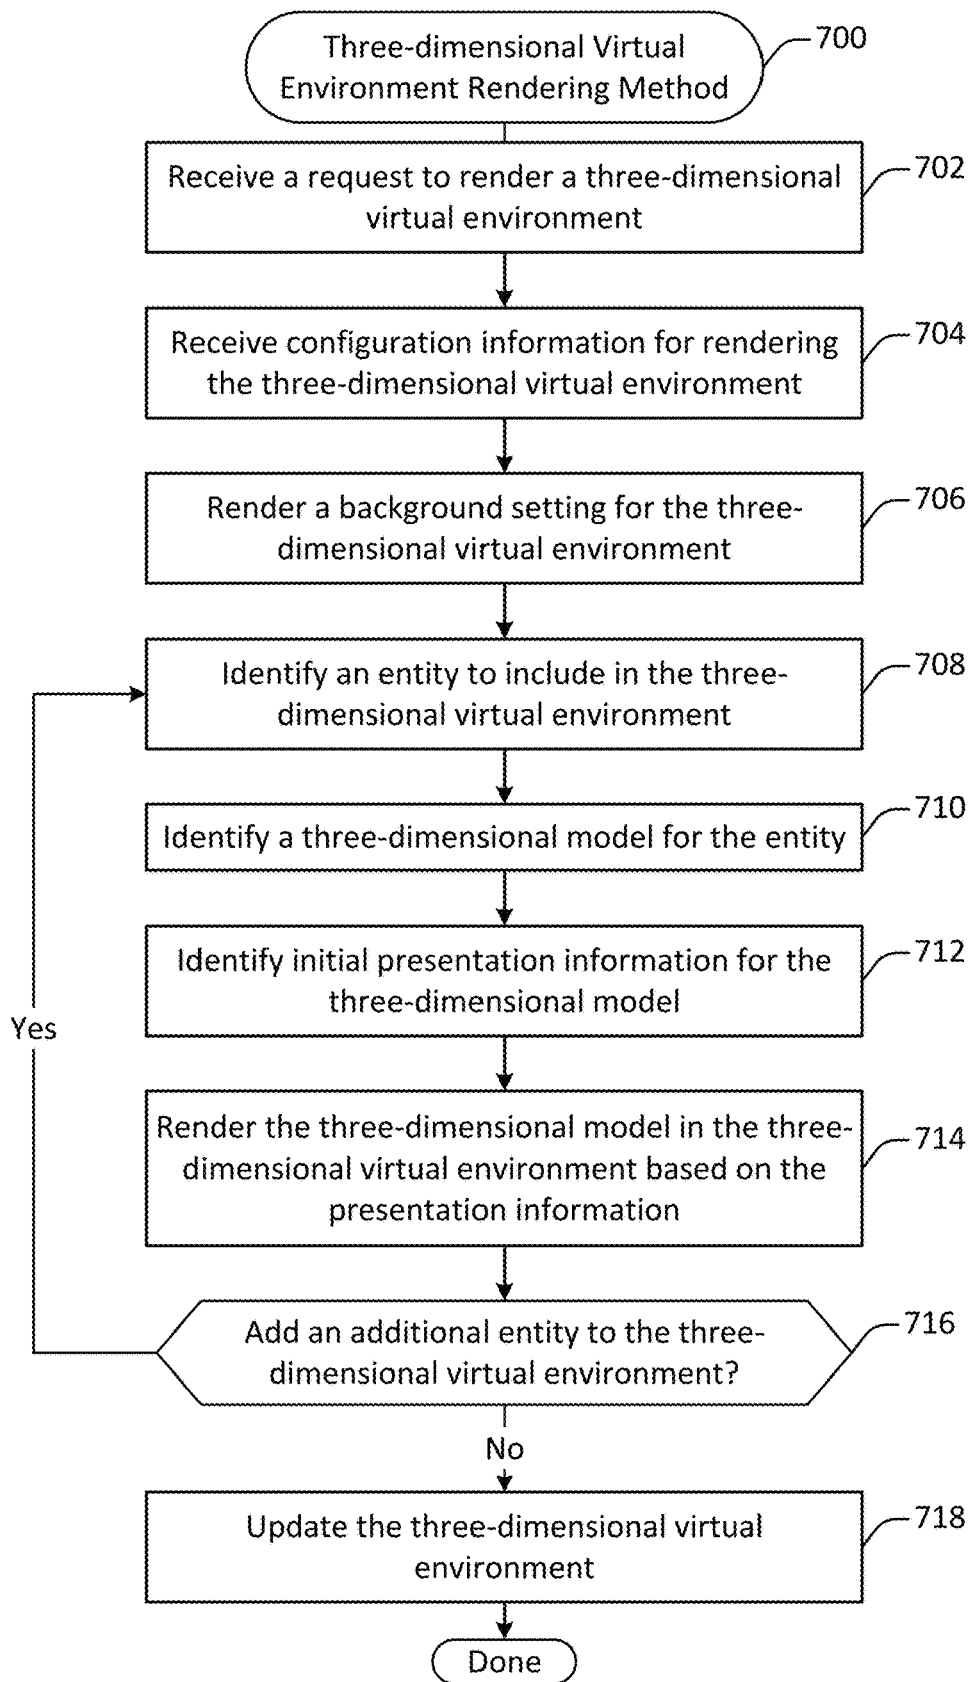 Three-dimensional Virtual
Environment Rendering Method
700
Receive a request to render a three-dimensional
virtual environment
702
Receive configuration information for rendering
the three-dimensional virtual environment
704
Render a background setting for the three-
dimensional virtual environment
706
Identify an entity to include in the three-
dimensional virtual environment
708
Identify a three-dimensional model for the entity
710
Identify initial presentation information for the
three-dimensional model
712
Yes
Render the three-dimensional model in the three-
dimensional virtual environment based on the
presentation information
714
Add an additional entity to the three-
dimensional virtual environment?
716
No
Update the three-dimensional virtual
environment
718
Done